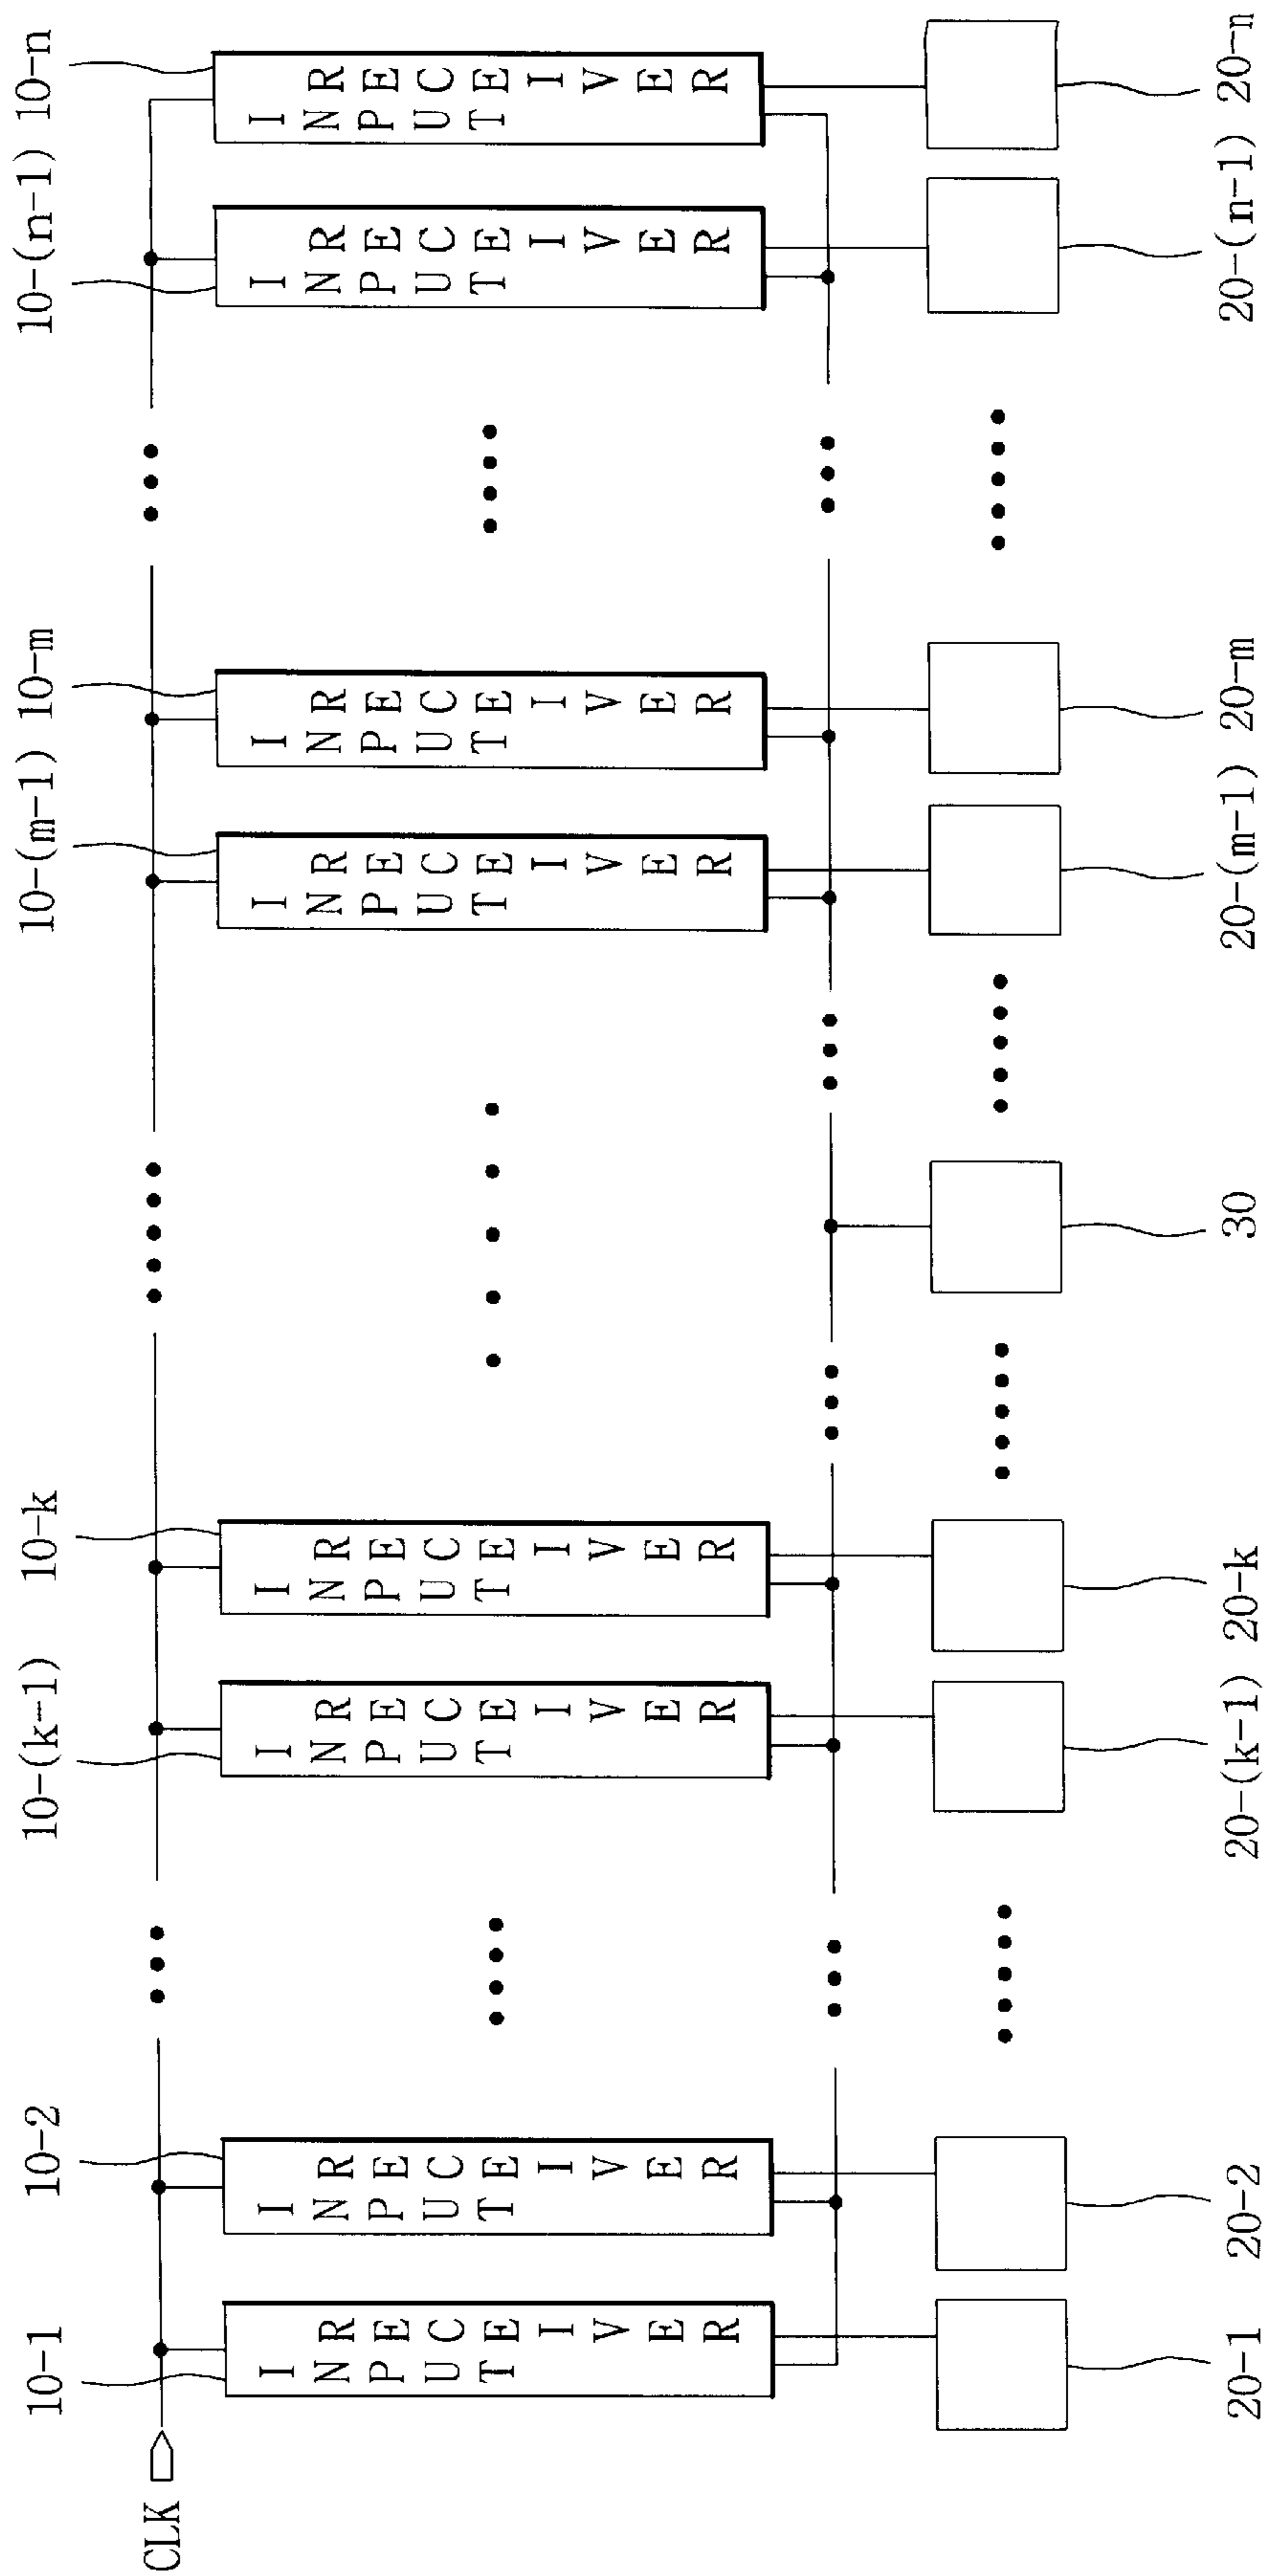 CLK
10-1
10-2
10-(k-1)
10-k
10-(m-1)
10-m
10-(n-1)
10-n
INPUT RECEIVER
INPUT RECEIVER
INPUT RECEIVER
INPUT RECEIVER
INPUT RECEIVER
INPUT RECEIVER
INPUT RECEIVER
INPUT RECEIVER
20-1
20-2
20-(k-1)
20-k
30
20-(m-1)
20-m
20-(n-1)
20-n